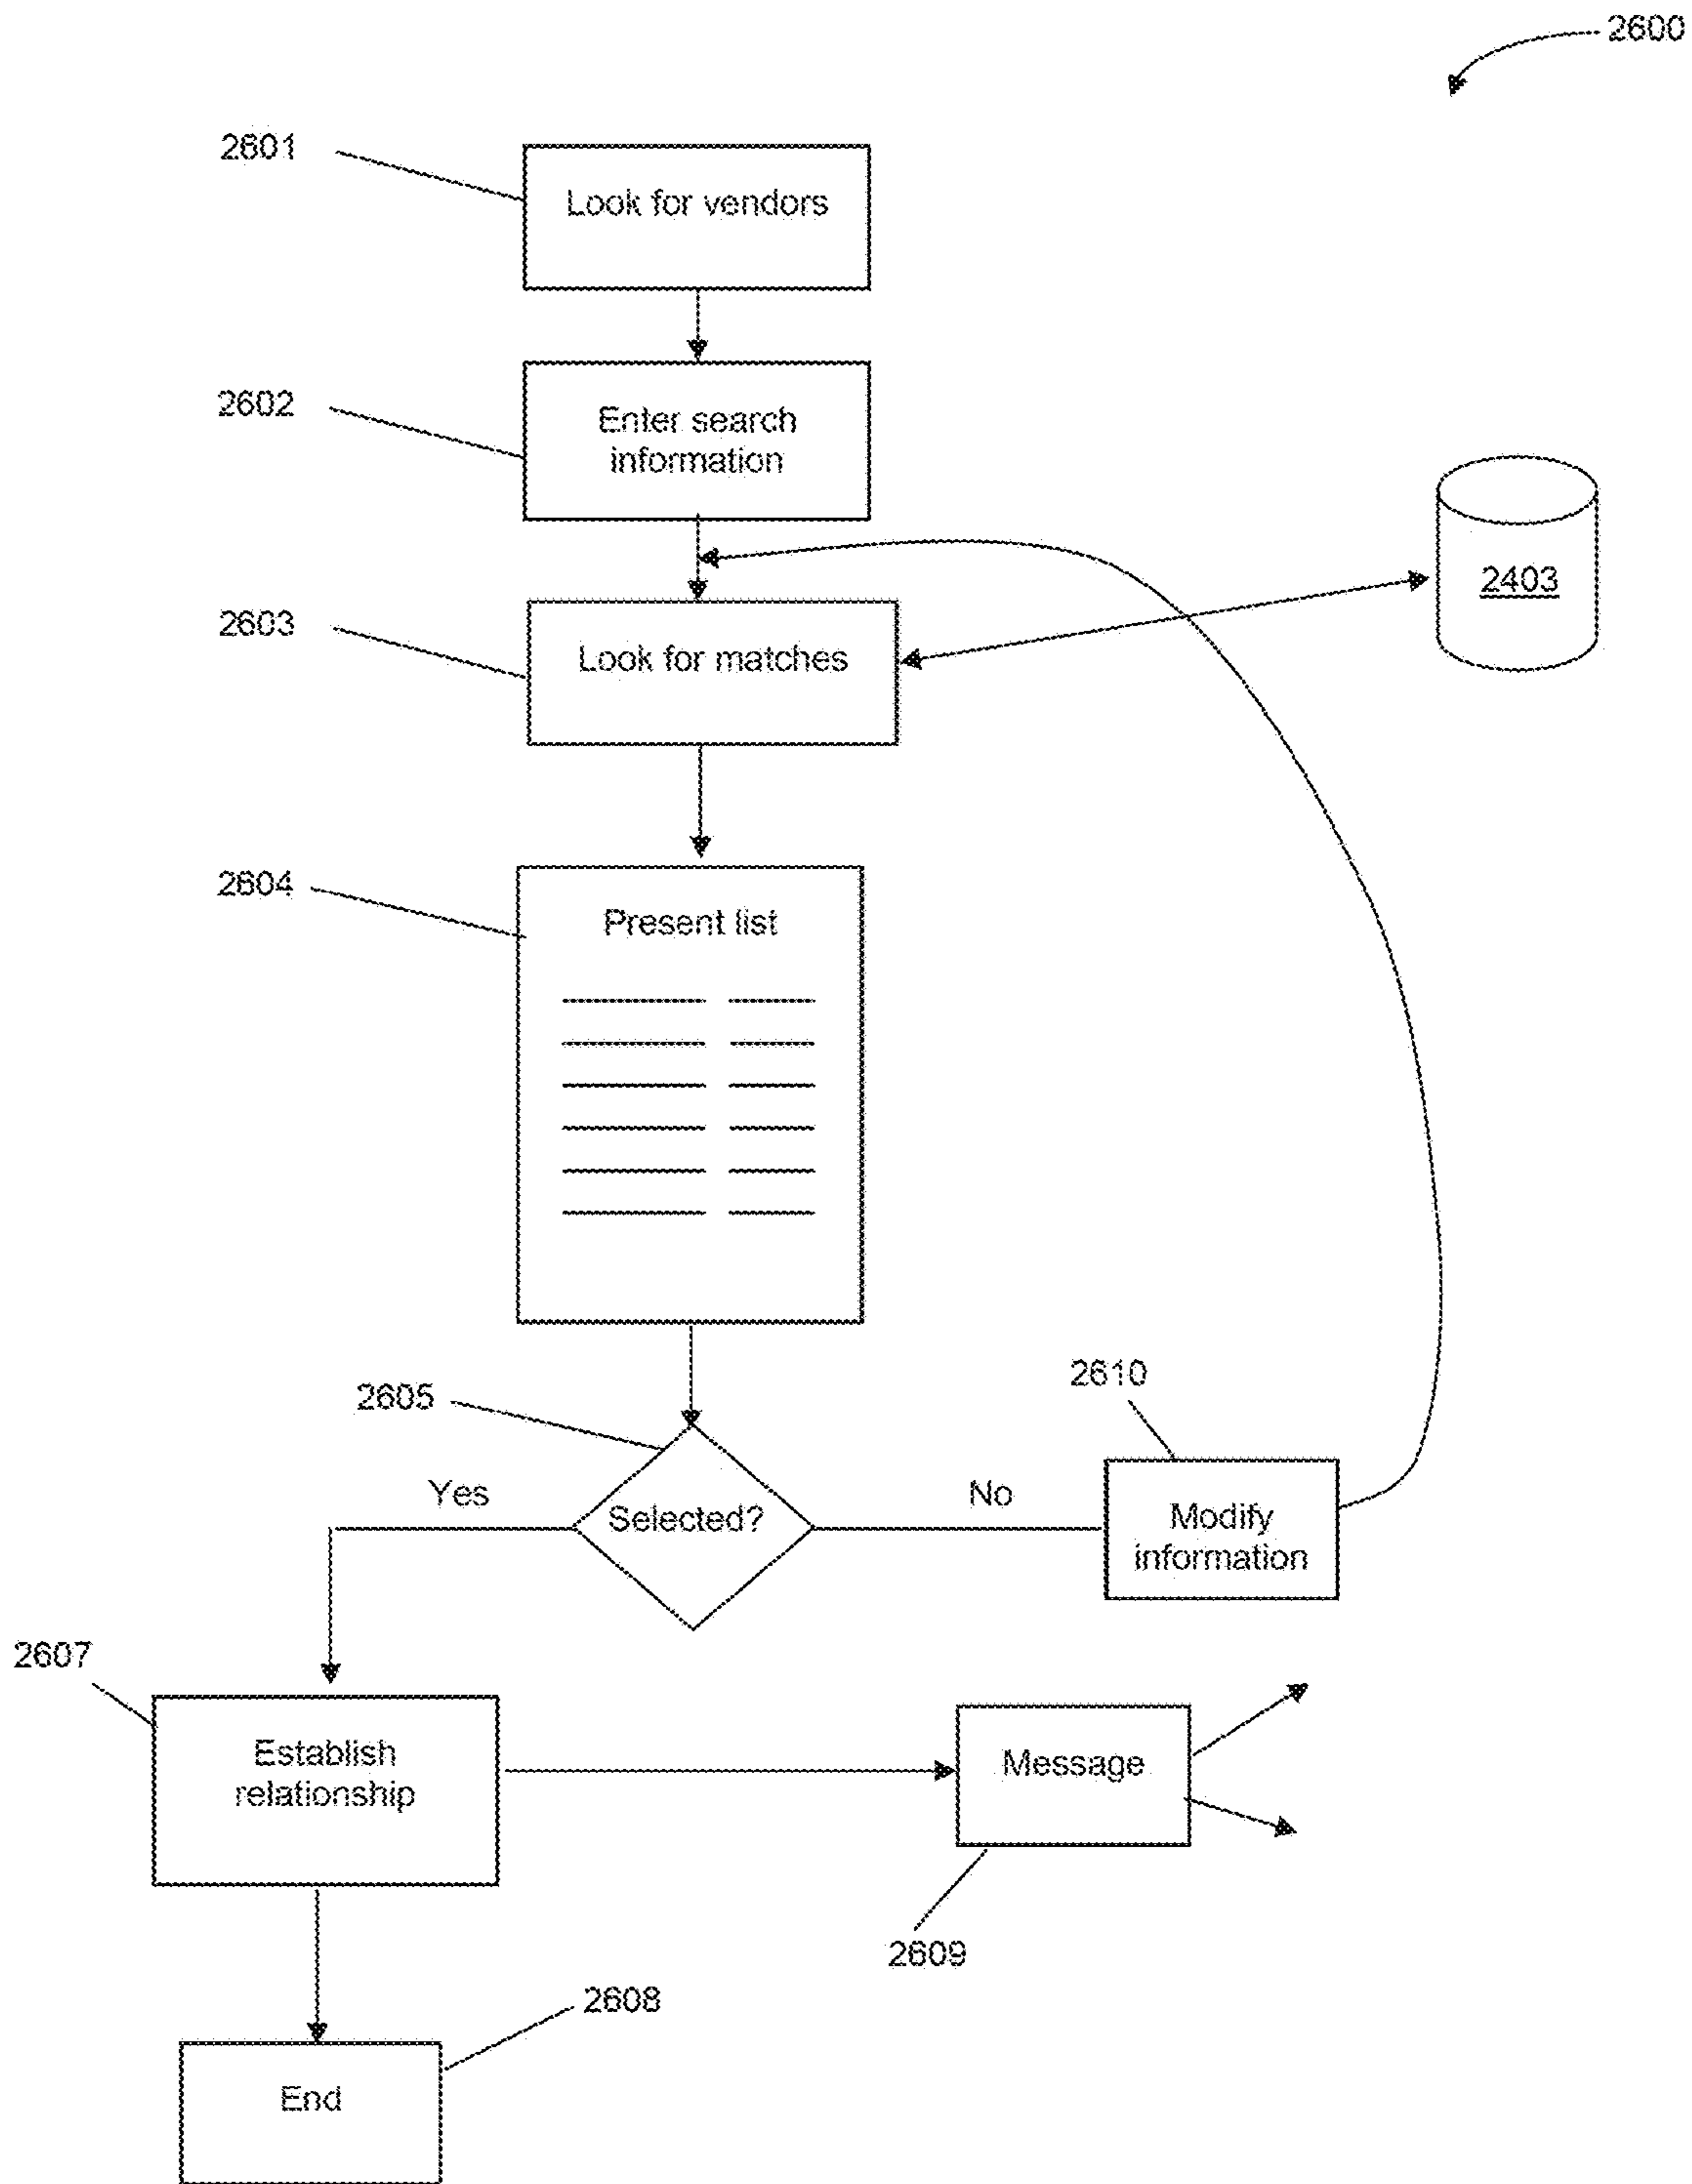 2600
2601
Look for vendors
2602
Enter search
information
2403
2603
Look for matches
2604
Present list
2605
2610
Yes
Selected?
No
Modify
information
2607
Establish
relationship
Message
2609
2608
End